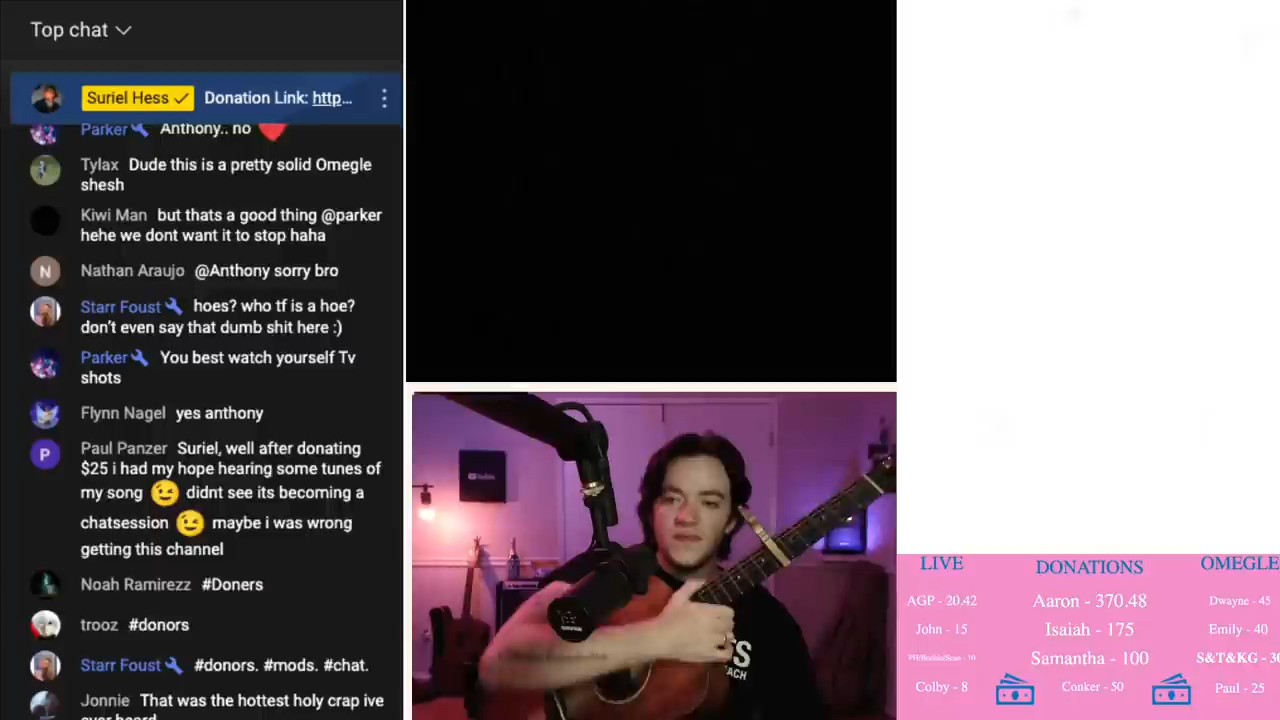 Top chat
Suriel Hess Donation Link: http...
Parker Anthony.. no
Tylax Dude this is a pretty solid Omegle
shesh
Kiwi Man but thats a good thing @parker
hehe we dont want it to stop haha
N Nathan Araujo @Anthony sorry bro
Starr Foust hoes? who tf is a hoe?
don't even say that dumb shit here :)
Parker You best watch yourself Tv
shots
Flynn Nagel yes anthony
P Paul Panzer Suriel, well after donating
$25 i had my hope hearing some tunes of
my song 😉 didnt see its becoming a
chatsession 😉 maybe i was wrong
getting this channel
Noah Ramirezz #Doners
trooz #donors
Starr Foust #donors. #mods. #chat.
Jonnie That was the hottest holy crap ive
ever heard
LIVE
AGP - 20.42
John - 15
Colby - 8
DONATIONS
Aaron - 370.48
Isaiah - 175
Samantha - 100
Conker - 50
OMEGLE
Dwayne - 45
Emily - 40
S&T&KG - 30
Paul - 25